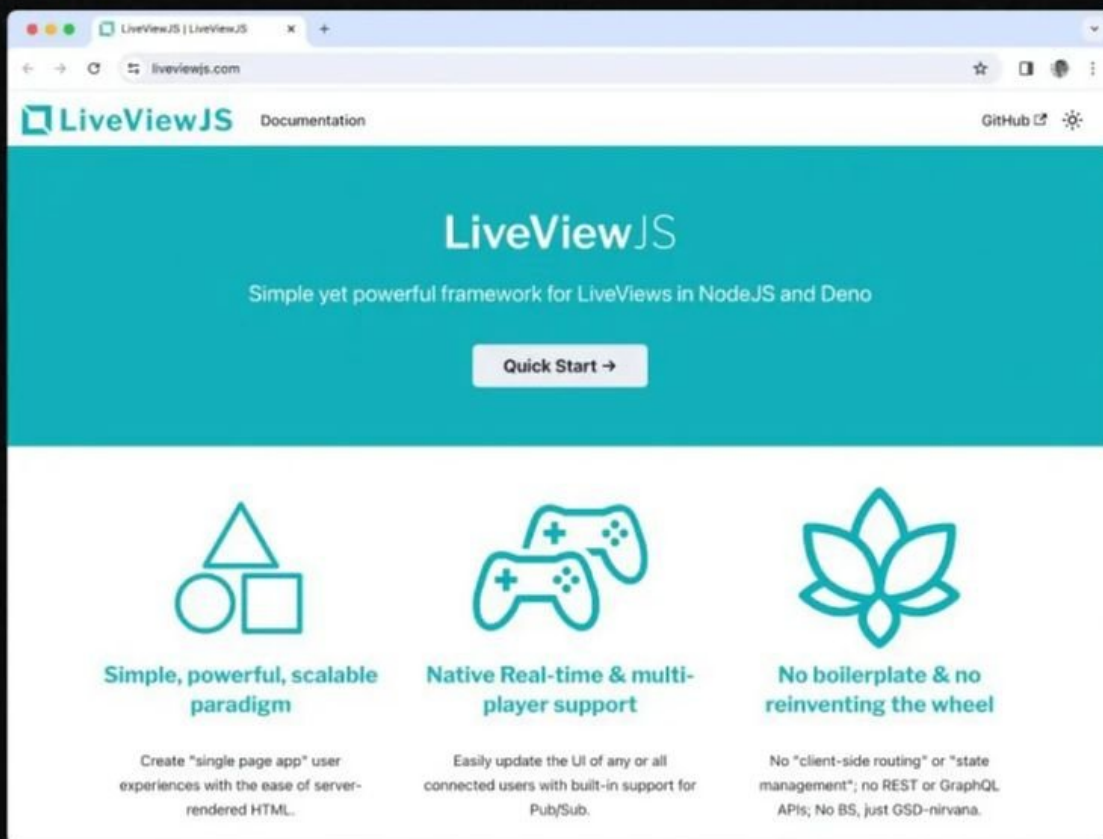 LiveViewJS | LiveViewJS
liveviewjs.com
LiveViewJS Documentation GitHub
LiveViewJS
Simple yet powerful framework for LiveViews in NodeJS and Deno
Quick Start →
Simple, powerful, scalable
paradigm
Create "single page app" user
experiences with the ease of server-
rendered HTML.
Native Real-time & multi-
player support
Easily update the UI of any or all
connected users with built-in support for
Pub/Sub.
No boilerplate & no
reinventing the wheel
No "client-side routing" or "state
management"; no REST or GraphQL
APIs; No BS, just GSD-nirvana.